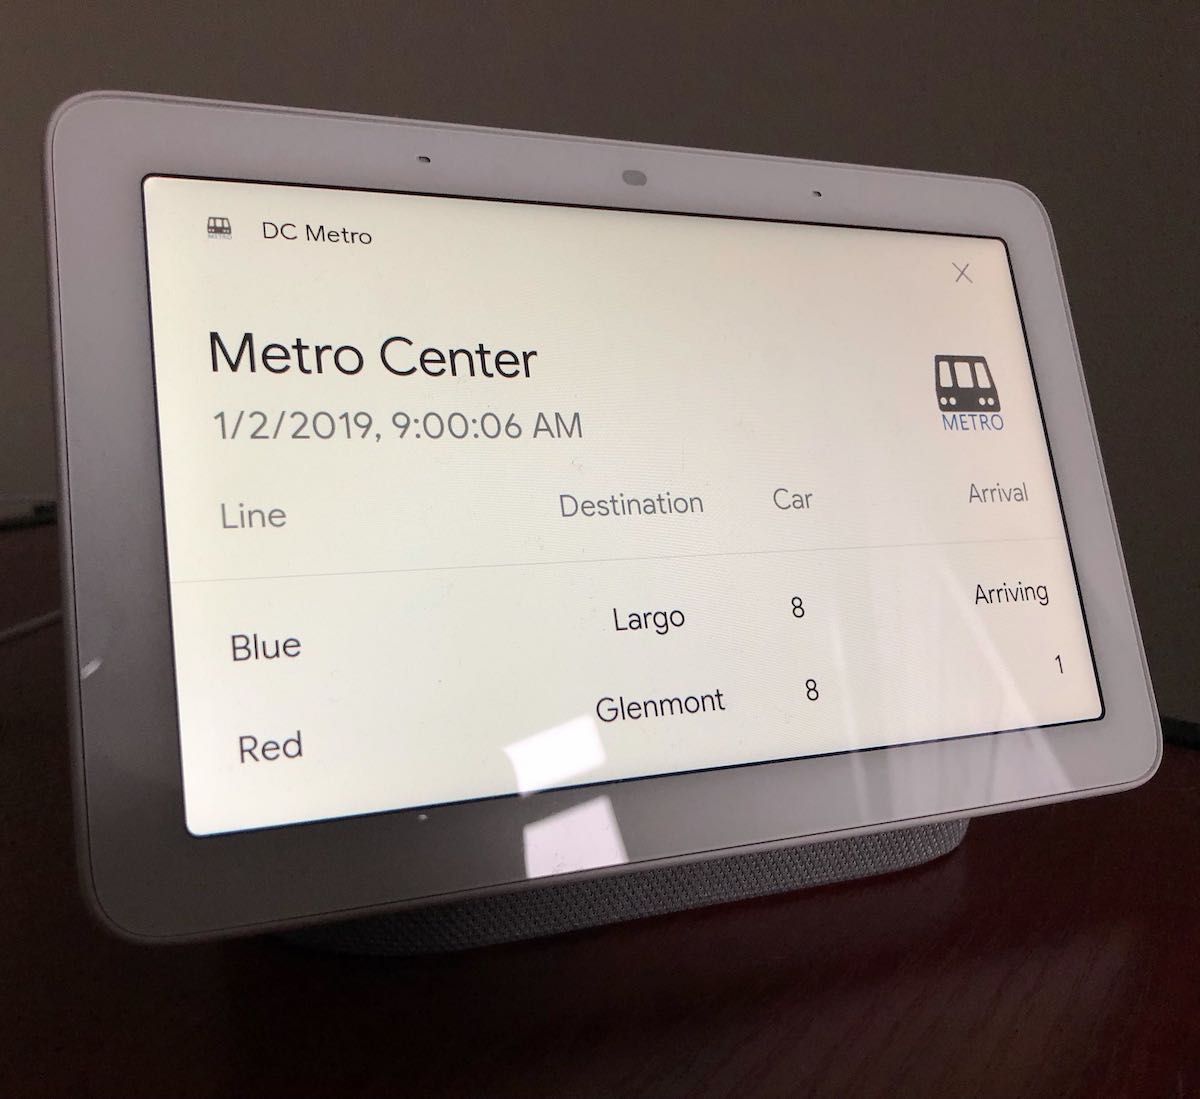 DC Metro
Metro Center
1/2/2019, 9:00:06 AM
METRO
Line Destination Car Arrival
Blue Largo 8 Arriving
Red Glenmont 8 1